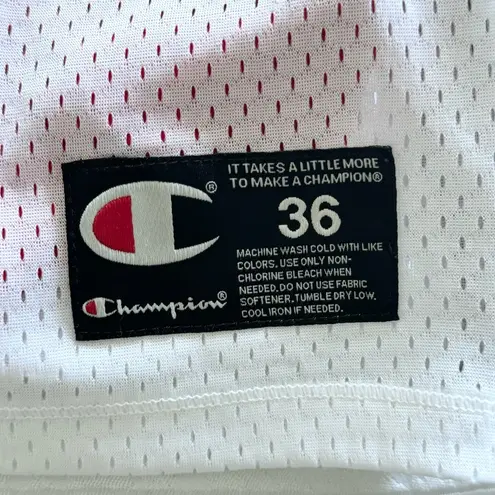 IT TAKES A LITTLE MORE
TO MAKE A CHAMPION®
®
36
MACHINE WASH COLD WITH LIKE
COLORS. USE ONLY NON-
CHLORINE BLEACH WHEN
NEEDED. DO NOT USE FABRIC
SOFTENER. TUMBLE DRY LOW.
COOL IRON IF NEEDED.
Champion®